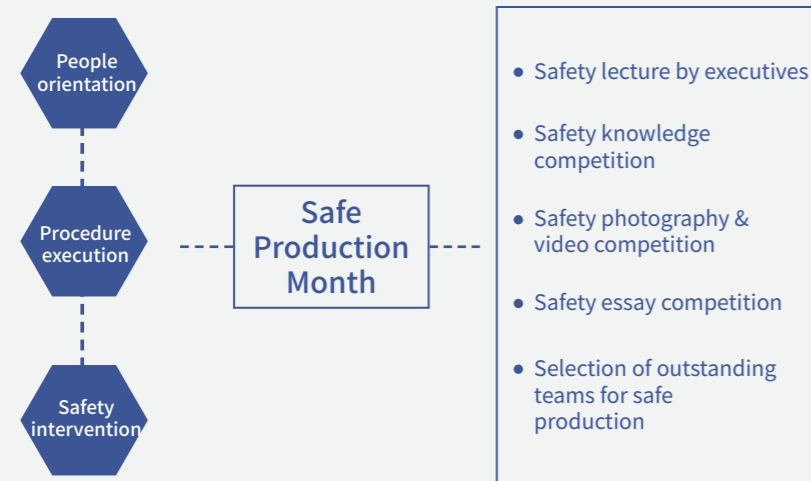 People
orientation
Procedure
execution
Safety
intervention
Safe
Production
Month
● Safety lecture by executives
● Safety knowledge
competition
● Safety photography &
video competition
● Safety essay competition
● Selection of outstanding
teams for safe
production